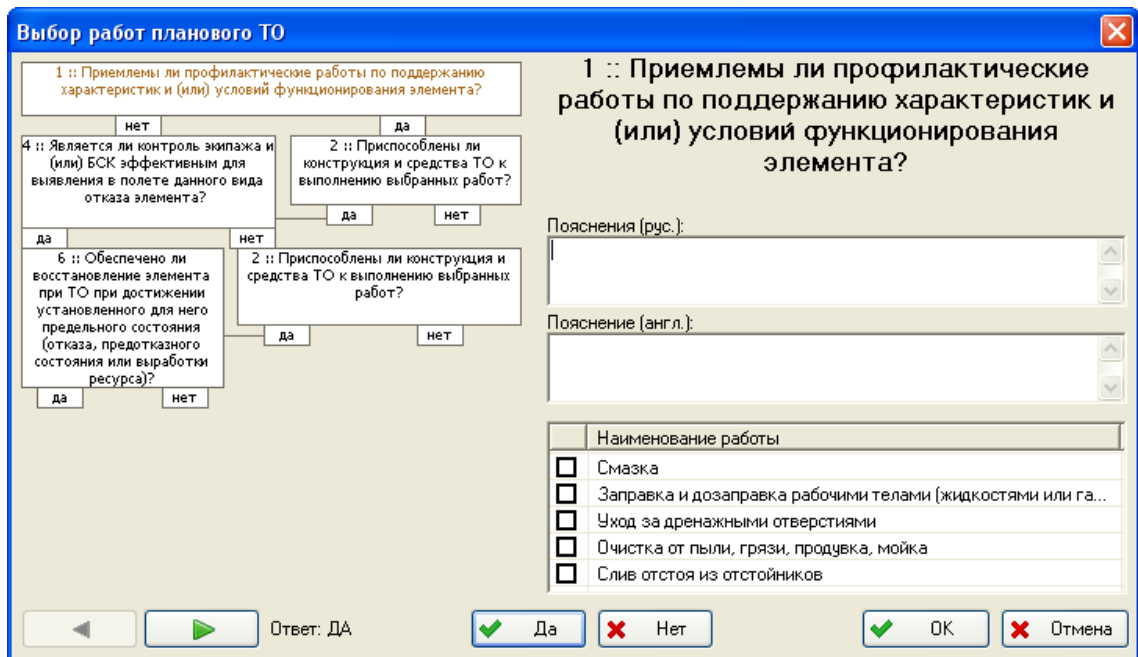 Выбор работ планового ТО
1 :: Приемлемы ли профилактические работы по поддержанию
характеристик и (или) условий функционирования элемента?
нет
да
4 :: Является ли контроль экипажа и
(или) БСК эффективным для
выявления в полете данного вида
отказа элемента?
2 :: Приспособлены ли
конструкция и средства ТО к
выполнению выбранных работ?
да
нет
да
нет
6 :: Обеспечено ли
восстановление элемента
при ТО при достижении
установленного для него
предельного состояния
(отказа, предотказного
состояния или выработки
ресурса)?
2 :: Приспособлены ли конструкция и
средства ТО к выполнению выбранных
работ?
да
нет
да
нет
1 :: Приемлемы ли профилактические
работы по поддержанию характеристик и
(или) условий функционирования
элемента?
Пояснения (рус.):
Пояснение (англ.):
Наименование работы
Смазка
Заправка и дозаправка рабочими телами (жидкостями или га...
Уход за дренажными отверстиями
Очистка от пыли, грязи, продувка, мойка
Слив отстоя из отстойников
Ответ: ДА
Да
Нет
OK
Отмена